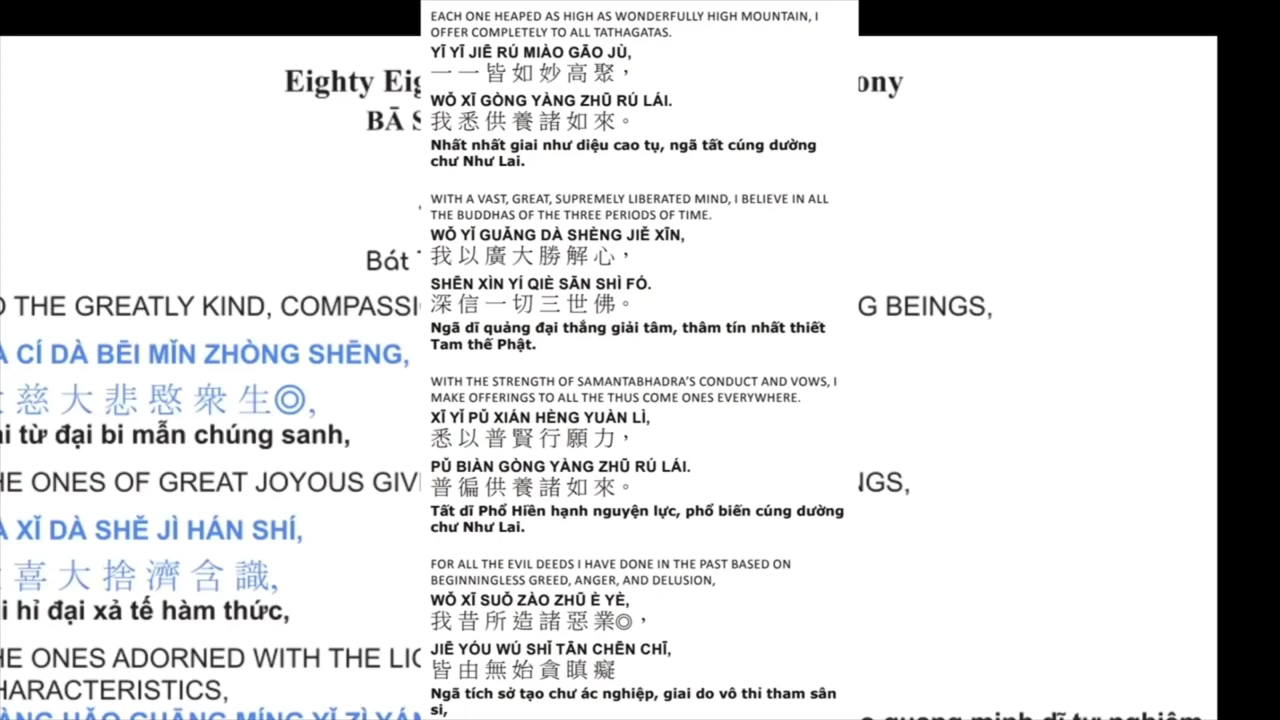 EACH ONE HEAPED AS HIGH AS WONDERFULLY HIGH MOUNTAIN, I
OFFER COMPLETELY TO ALL TATHAGATAS.
YĪ YĪ JIĒ RÚ MIÀO GĀO JÙ,
一一皆如妙高聚，
WǑ XĪ GÒNG YÀNG ZHŪ RÚ LÁI.
我悉供養諸如來。
Nhất nhất giai như diệu cao tụ, ngã tất cúng dường
chư Như Lai.
WITH A VAST, GREAT, SUPREMELY LIBERATED MIND, I BELIEVE IN ALL
THE BUDDHAS OF THE THREE PERIODS OF TIME.
WǑ YǏ GUǍNG DÀ SHÈNG JIĚ XĪN,
我以廣大勝解心，
SHĒN XÌN YÍ QIÈ SĀN SHÌ FÓ.
深信一切三世佛。
Ngã dĩ quảng đại thắng giải tâm, thâm tín nhất thiết
Tam thế Phật.
WITH THE STRENGTH OF SAMANTABHADRA'S CONDUCT AND VOWS, I
MAKE OFFERINGS TO ALL THE THUS COME ONES EVERYWHERE.
XĪ YǏ PǓ XIÁN HÈNG YUÀN LÌ,
悉以普賢行願力，
PǓ BIÀN GÒNG YÀNG ZHŪ RÚ LÁI.
普徧供養諸如來。
Tất dĩ Phổ Hiền hạnh nguyện lực, phổ biến cúng dường
chư Như Lai.
FOR ALL THE EVIL DEEDS I HAVE DONE IN THE PAST BASED ON
BEGINNINGLESS GREED, ANGER, AND DELUSION,
WǑ XĪ SUǑ ZÀO ZHŪ È YÈ,
我昔所造諸惡業◎，
JIĒ YÓU WÚ SHǏ TĀN CHĒN CHĪ,
皆由無始貪瞋癡
Ngã tích sở tạo chư ác nghiệp, giai do vô thỉ tham sân
si,
Eighty
BĀ
Bát
THE GREATLY KIND,
BEINGS,
CÍ DÀ BĒI MǏN ZHÒNG SHĒNG,
慈大悲愍衆生◎,
từ đại bi mẫn chúng sanh,
ONES OF GREAT JOYOUS
XǏ DÀ SHĚ JÌ HÁN SHÍ,
喜大捨濟含識,
hỉ đại xả tế hàm thức,
ONES ADORNED WITH THE